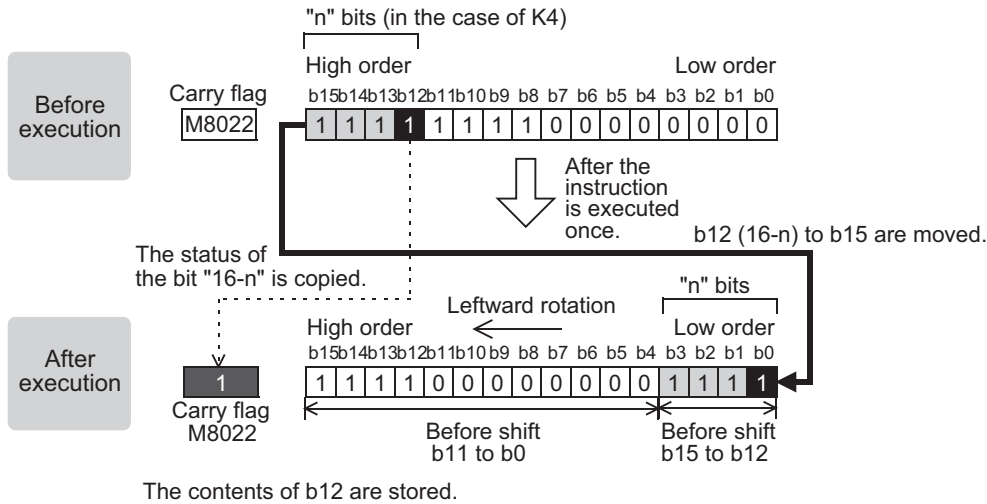 "n" bits (in the case of K4)
High order
Low order
Before
execution
Carry flag
M8022
b15 b14 b13 b12 b11 b10 b9 b8 b7 b6 b5 b4 b3 b2 b1 b0
1 1 1 1 1 1 1 1 0 0 0 0 0 0 0 0
After the
instruction
is executed
once.
b12 (16-n) to b15 are moved.
The status of
the bit "16-n" is copied.
"n" bits
Leftward rotation
High order
Low order
After
execution
b15 b14 b13 b12 b11 b10 b9 b8 b7 b6 b5 b4 b3 b2 b1 b0
1
1 1 1 1 0 0 0 0 0 0 0 0 1 1 1 1
Carry flag
M8022
Before shift
b11 to b0
Before shift
b15 to b12
The contents of b12 are stored.